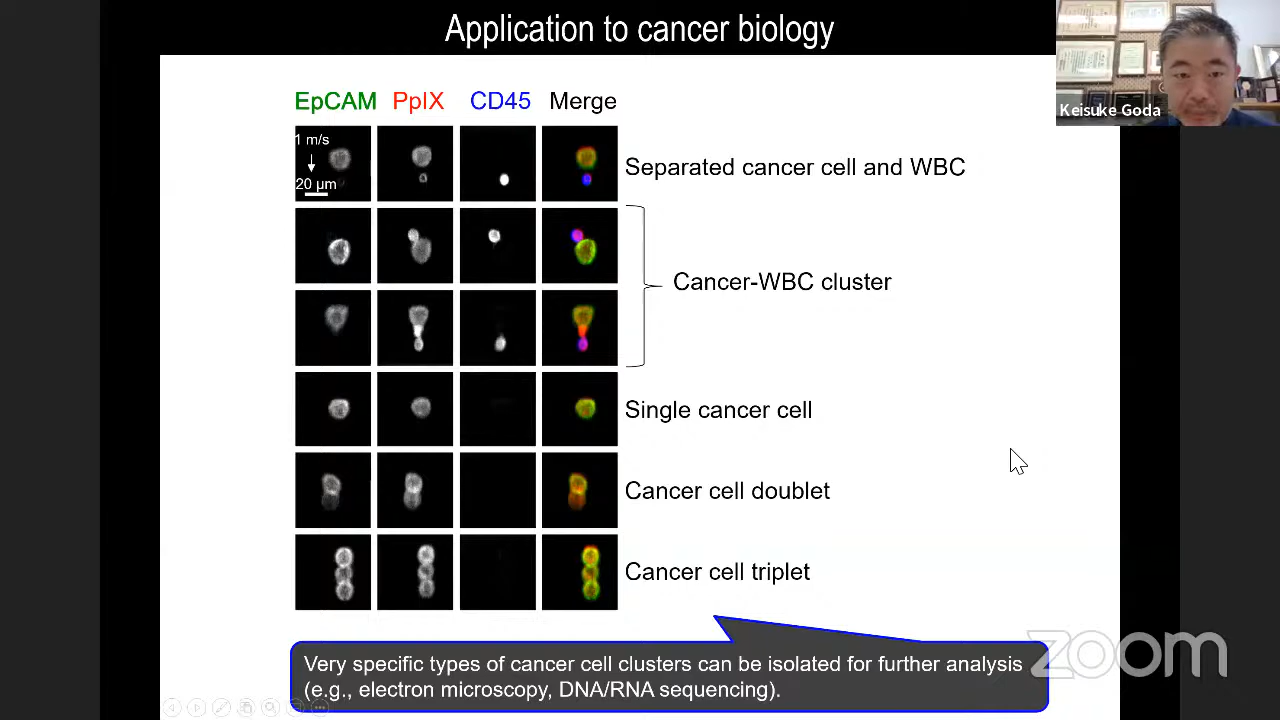 Application to cancer biology
Keisuke Goda
EpCAM PpIX CD45 Merge
1 m/s
20 μm
Separated cancer cell and WBC
Cancer-WBC cluster
Single cancer cell
Cancer cell doublet
Cancer cell triplet
Very specific types of cancer cell clusters can be isolated for further analysis
(e.g., electron microscopy, DNA/RNA sequencing).
zoom